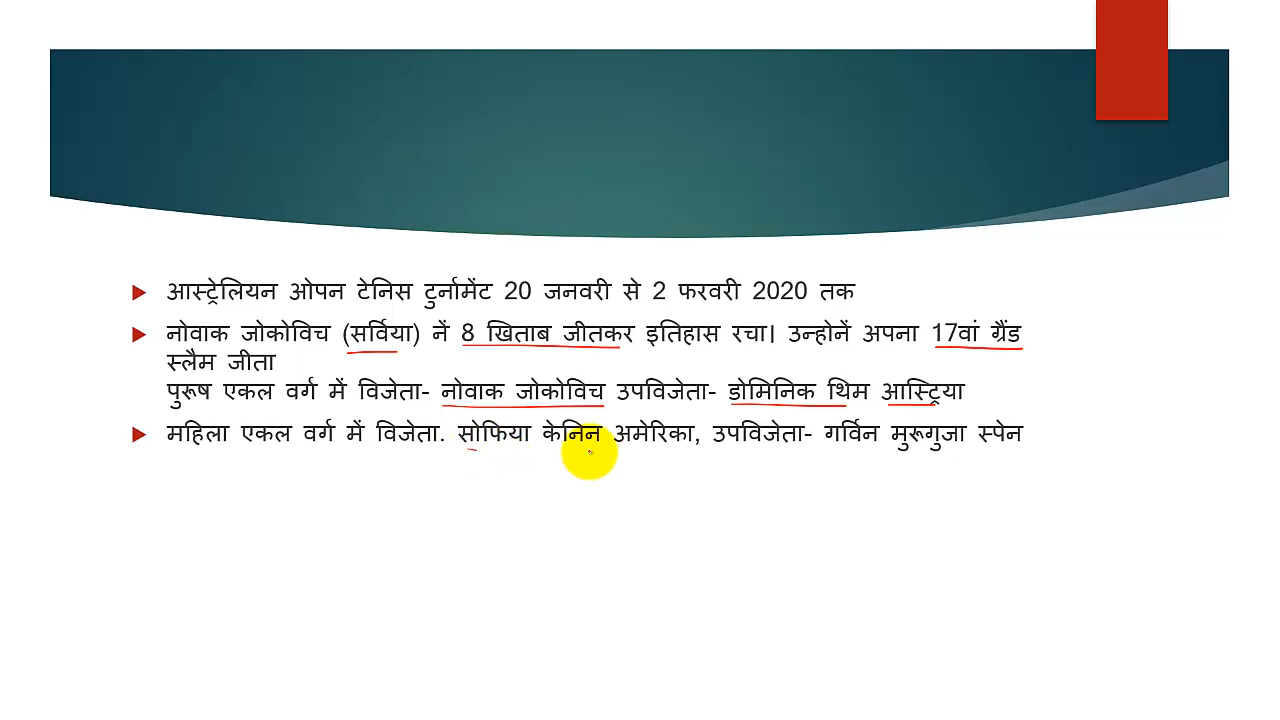 आस्ट्रेलियन ओपन टेनिस टुर्नामेंट 20 जनवरी से 2 फरवरी 2020 तक
नोवाक जोकोविच (सर्विया) नें 8 खिताब जीतकर इतिहास रचा। उन्होनें अपना 17वां ग्रैंड
स्लैम जीता
पुरूष एकल वर्ग में विजेता- नोवाक जोकोविच उपविजेता- डोमिनिक थिम आस्ट्रिया
महिला एकल वर्ग में विजेता. सोफिया केनिन अमेरिका, उपविजेता- गर्विन मुरूगुजा स्पेन